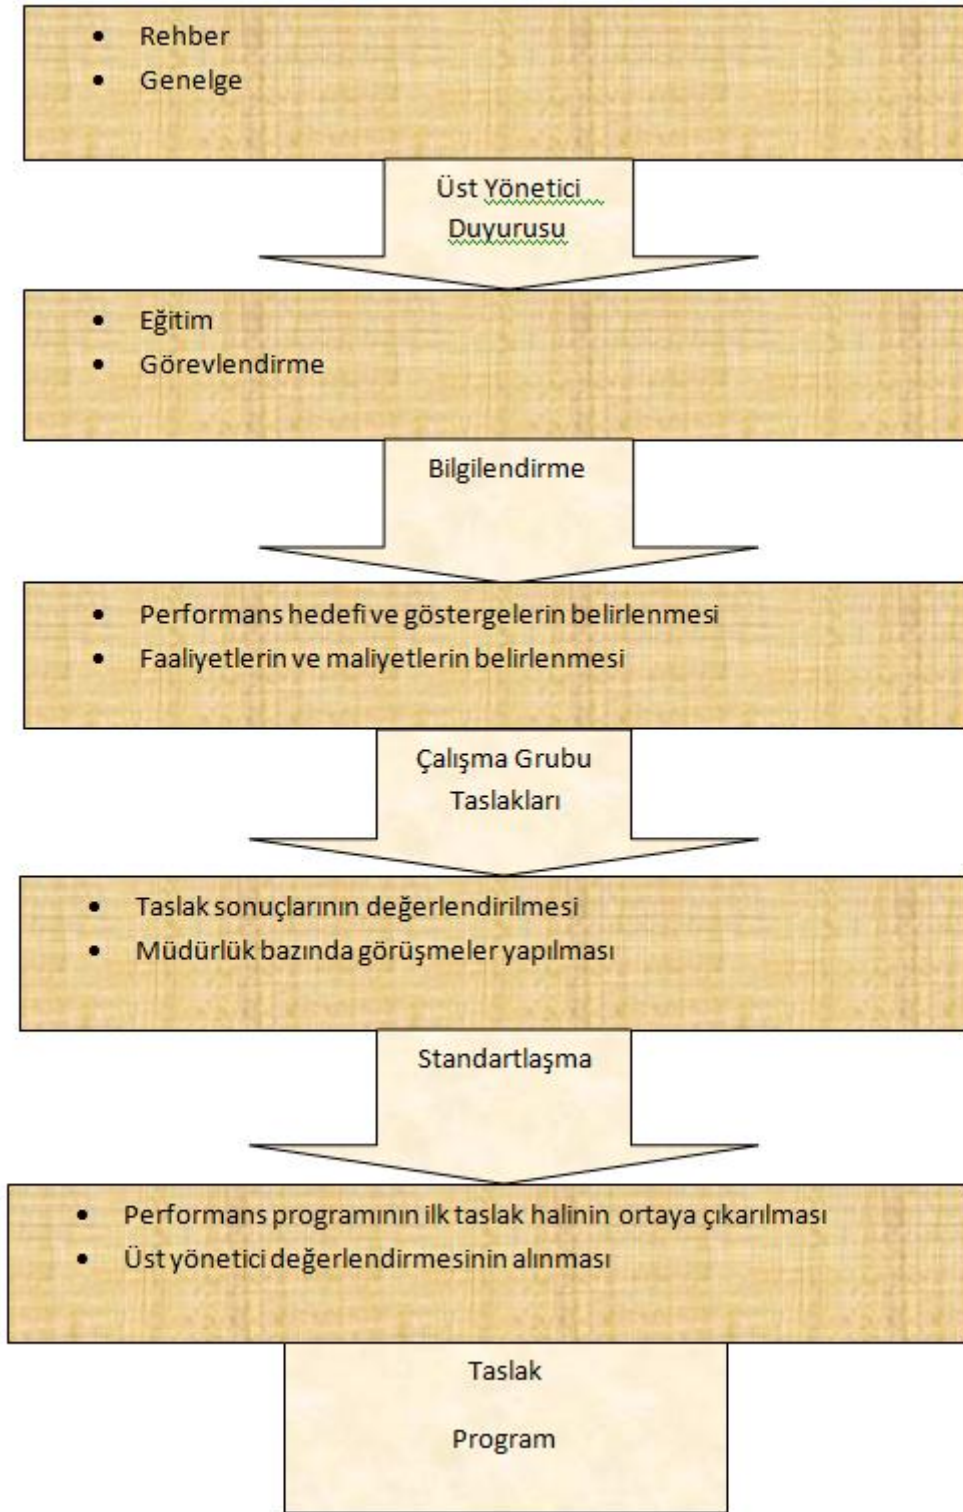 • Rehber
• Genelge
Üst Yönetici
Duyurusu
• Eğitim
• Görevlendirme
Bilgilendirme
• Performans hedefi ve göstergelerin belirlenmesi
• Faaliyetlerin ve maliyetlerin belirlenmesi
Çalışma Grubu
Taslakları
• Taslak sonuçlarının değerlendirilmesi
• Müdürlük bazında görüşmeler yapılması
Standartlaşma
• Performans programının ilk taslak halinin ortaya çıkarılması
• Üst yönetici değerlendirmesinin alınması
Taslak
Program